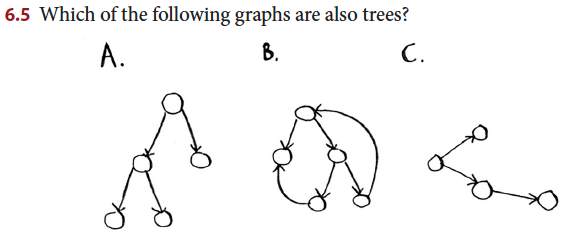 6.5 Which of the following graphs are also trees?
A. B. C.